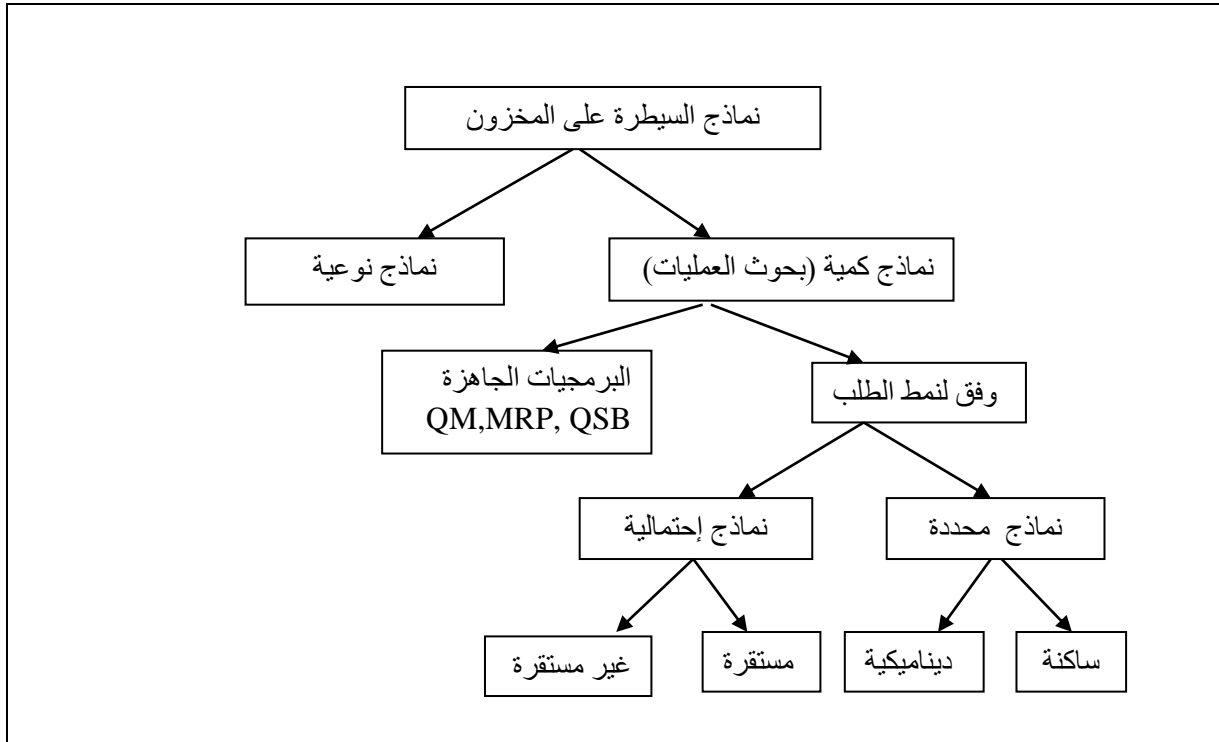 نماذج السيطرة على المخزون
نماذج كمية (بحوث العمليات)
نماذج نوعية
وفق لنمط الطلب
البرمجيات الجاهزة
QM,MRP, QSB
نماذج محددة
نماذج إحتمالية
ساكنة
ديناميكية
مستقرة
غير مستقرة